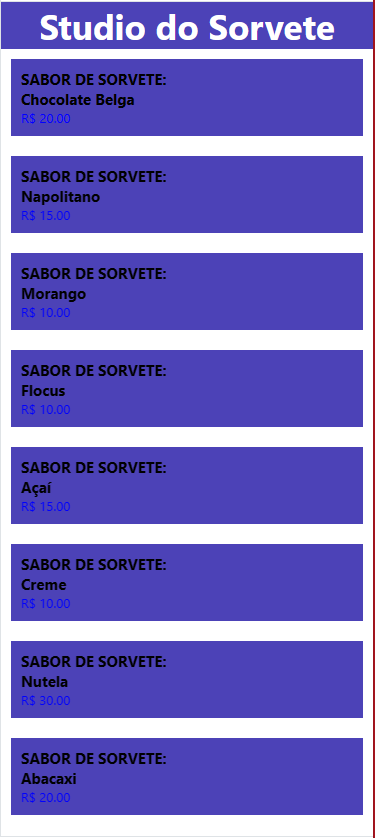 Studio do Sorvete
SABOR DE SORVETE:
Chocolate Belga
R$ 20.00
SABOR DE SORVETE:
Napolitano
R$ 15.00
SABOR DE SORVETE:
Morango
R$ 10.00
SABOR DE SORVETE:
Flocus
R$ 10.00
SABOR DE SORVETE:
Açaí
R$ 15.00
SABOR DE SORVETE:
Creme
R$ 10.00
SABOR DE SORVETE:
Nutela
R$ 30.00
SABOR DE SORVETE:
Abacaxi
R$ 20.00